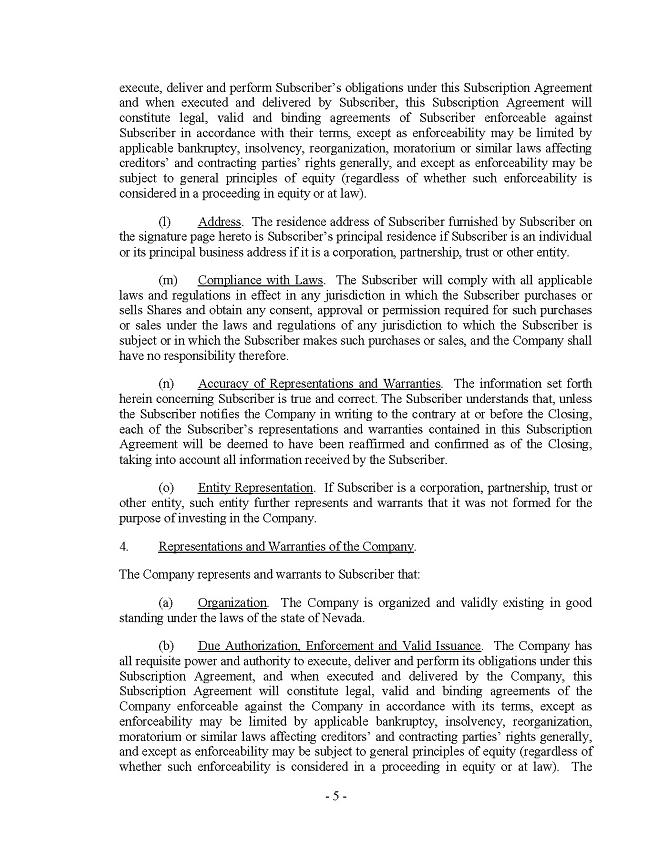 execute, deliver and perform Subscriber’s obligations under this Subscription Agreement
and when executed and delivered by Subscriber, this Subscription Agreement will
constitute legal, valid and binding agreements of Subscriber enforceable against
Subscriber in accordance with their terms, except as enforceability may be limited by
applicable bankruptcy, insolvency, reorganization, moratorium or similar laws affecting
creditors’ and contracting parties’ rights generally, and except as enforceability may be
subject to general principles of equity (regardless of whether such enforceability is
considered in a proceeding in equity or at law).
(l) Address. The residence address of Subscriber furnished by Subscriber on
the signature page hereto is Subscriber’s principal residence if Subscriber is an individual
or its principal business address if it is a corporation, partnership, trust or other entity.
(m) Compliance with Laws. The Subscriber will comply with all applicable
laws and regulations in effect in any jurisdiction in which the Subscriber purchases or
sells Shares and obtain any consent, approval or permission required for such purchases
or sales under the laws and regulations of any jurisdiction to which the Subscriber is
subject or in which the Subscriber makes such purchases or sales, and the Company shall
have no responsibility therefore.
(n) Accuracy of Representations and Warranties. The information set forth
herein concerning Subscriber is true and correct. The Subscriber understands that, unless
the Subscriber notifies the Company in writing to the contrary at or before the Closing,
each of the Subscriber’s representations and warranties contained in this Subscription
Agreement will be deemed to have been reaffirmed and confirmed as of the Closing,
taking into account all information received by the Subscriber.
(o) Entity Representation. If Subscriber is a corporation, partnership, trust or
other entity, such entity further represents and warrants that it was not formed for the
purpose of investing in the Company.
4. Representations and Warranties of the Company.
The Company represents and warrants to Subscriber that:
(a) Organization. The Company is organized and validly existing in good
standing under the laws of the state of Nevada.
(b) Due Authorization, Enforcement and Valid Issuance. The Company has
all requisite power and authority to execute, deliver and perform its obligations under this
Subscription Agreement, and when executed and delivered by the Company, this
Subscription Agreement will constitute legal, valid and binding agreements of the
Company enforceable against the Company in accordance with its terms, except as
enforceability may be limited by applicable bankruptcy, insolvency, reorganization,
moratorium or similar laws affecting creditors’ and contracting parties’ rights generally,
and except as enforceability may be subject to general principles of equity (regardless of
whether such enforceability is considered in a proceeding in equity or at law). The
- 5 -